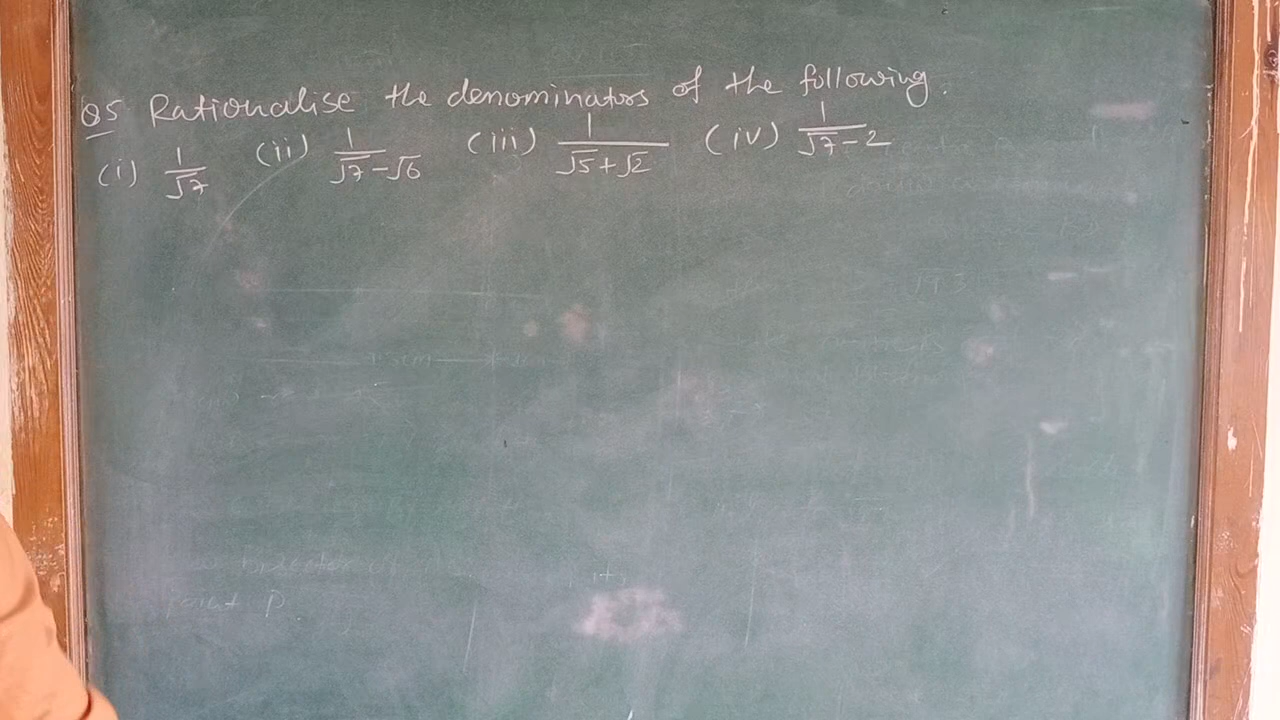 Q5 Rationalise the denominators of the following.
(i) 1/√7 (ii) 1/(√7-√6) (iii) 1/(√5+√2) (iv) 1/(√7-2)
point P